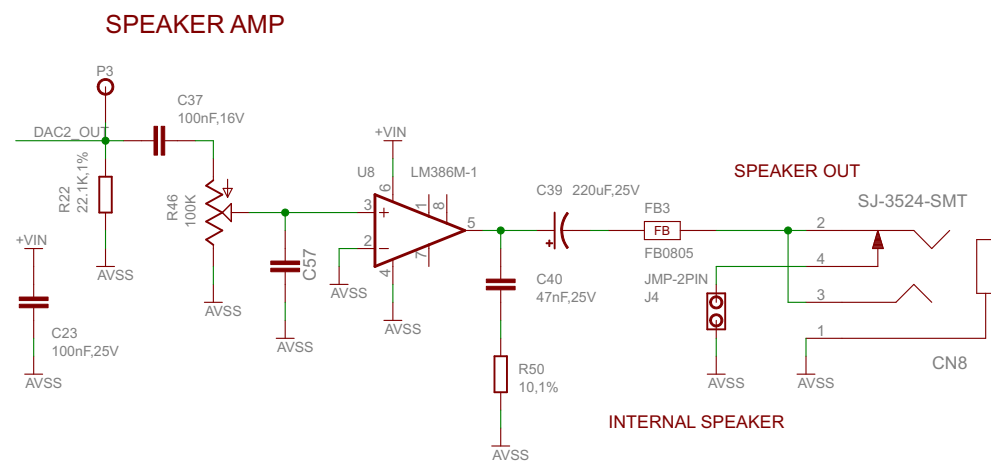 SPEAKER AMP
P3
C37
100nF,16V
DAC2_OUT
R22
22.1K,1%
AVSS
R46
100K
AVSS
+VIN
C23
100nF,25V
AVSS
C57
AVSS
+VIN
U8
LM386M-1
6
3
+
2
-
1
8
7
4
5
AVSS
AVSS
C39
220uF,25V
+
C40
47nF,25V
R50
10,1%
AVSS
FB3
FB
FB0805
JMP-2PIN
J4
AVSS
SPEAKER OUT
SJ-3524-SMT
2
4
3
1
AVSS
CN8
INTERNAL SPEAKER